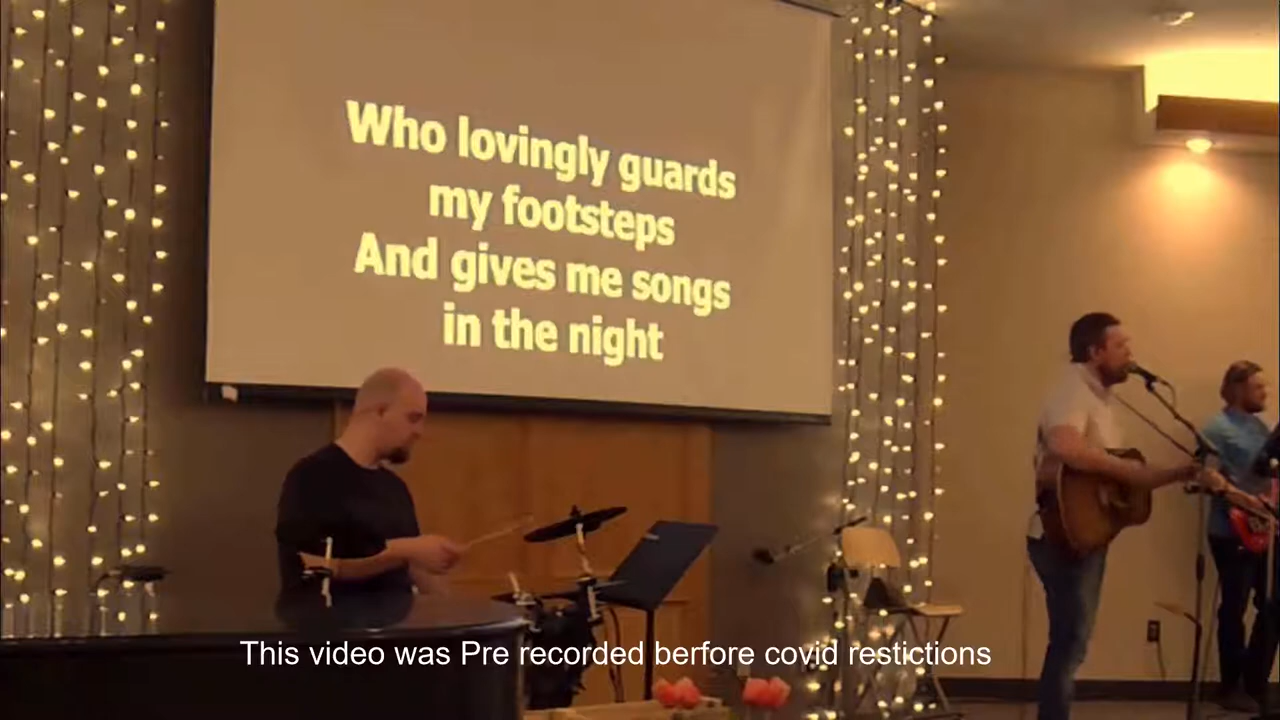 Who lovingly guards
my footsteps
And gives me songs
in the night
This video was Pre recorded berfore covid restictions